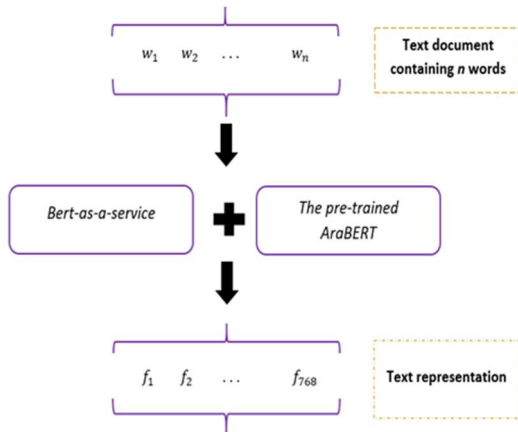 w₁ w₂ ... wₙ
Text document
containing n words
Bert-as-a-service
The pre-trained
AraBERT
f₁ f₂ ... f₇₆₈
Text representation